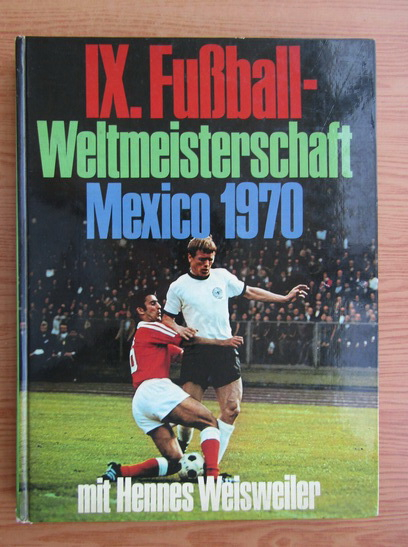 IX. Fußball-
Weltmeisterschaft
Mexico 1970
mit Hennes Weisweiler